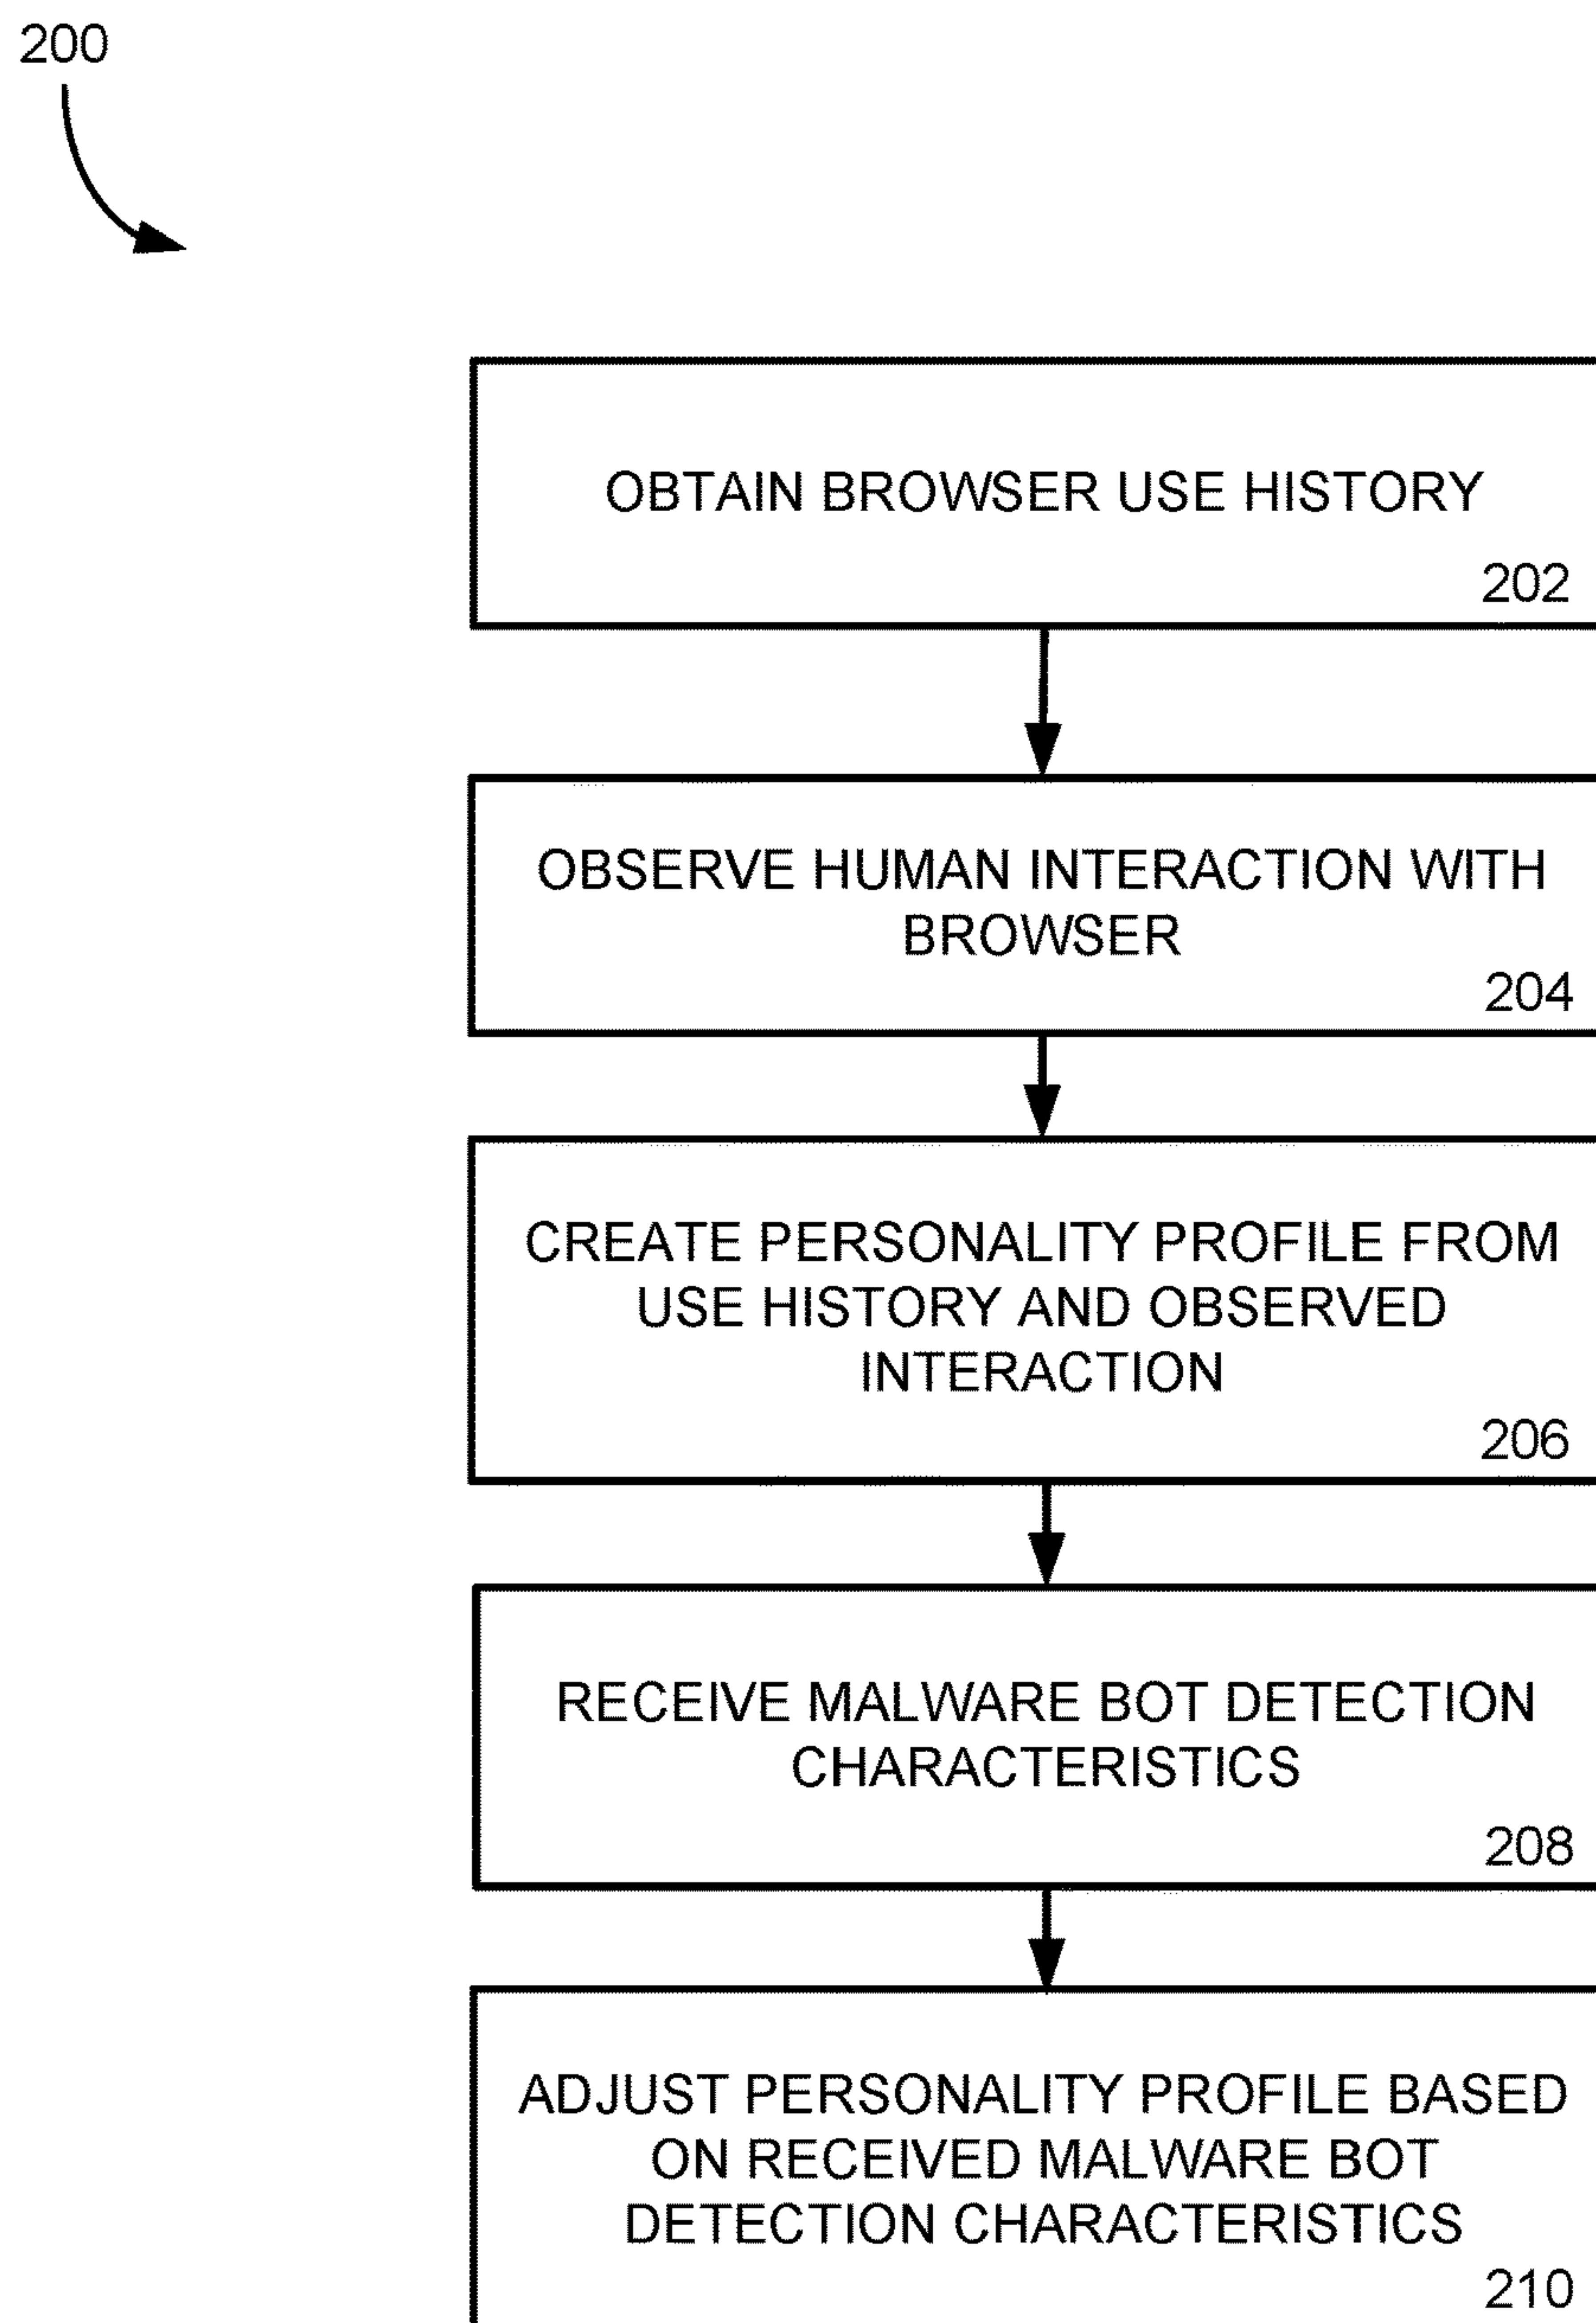 200
OBTAIN BROWSER USE HISTORY
202
OBSERVE HUMAN INTERACTION WITH
BROWSER
204
CREATE PERSONALITY PROFILE FROM
USE HISTORY AND OBSERVED
INTERACTION
206
RECEIVE MALWARE BOT DETECTION
CHARACTERISTICS
208
ADJUST PERSONALITY PROFILE BASED
ON RECEIVED MALWARE BOT
DETECTION CHARACTERISTICS
210